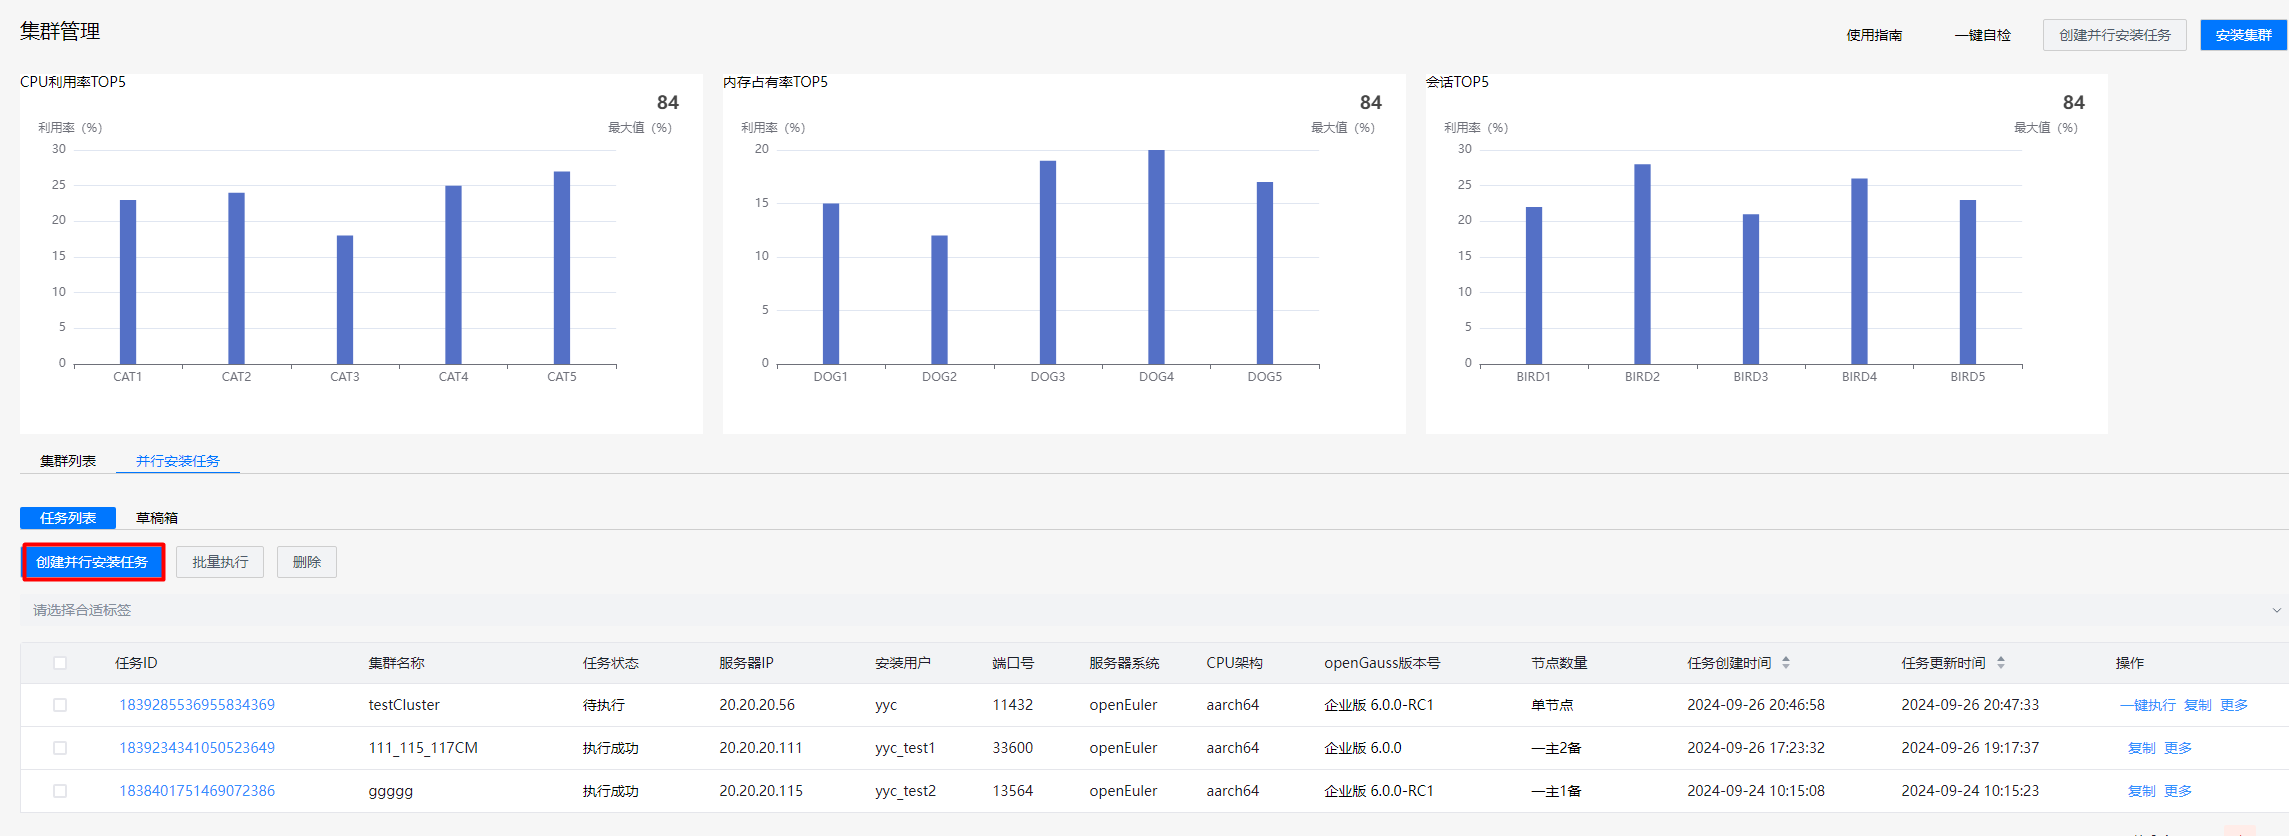 集群管理
使用指南 一键自检 创建并行安装任务 安装集群
CPU利用率TOP5
84
利用率（%） 最大值（%）
30
25
20
15
10
5
0
CAT1 CAT2 CAT3 CAT4 CAT5
内存占有率TOP5
84
利用率（%） 最大值（%）
20
15
10
5
0
DOG1 DOG2 DOG3 DOG4 DOG5
会话TOP5
84
利用率（%） 最大值（%）
30
25
20
15
10
5
0
BIRD1 BIRD2 BIRD3 BIRD4 BIRD5
集群列表 并行安装任务
任务列表 草稿箱
创建并行安装任务 批量执行 删除
请选择合适标签
任务ID 集群名称 任务状态 服务器IP 安装用户 端口号 服务器系统 CPU架构 openGauss版本号 节点数量 任务创建时间 任务更新时间 操作
1839285536955834369 testCluster 待执行 20.20.20.56 yyc 11432 openEuler aarch64 企业版 6.0.0-RC1 单节点 2024-09-26 20:46:58 2024-09-26 20:47:33 一键执行 复制 更多
1839234341050523649 111_115_117CM 执行成功 20.20.20.111 yyc_test1 33600 openEuler aarch64 企业版 6.0.0 一主2备 2024-09-26 17:23:32 2024-09-26 19:17:37 复制 更多
1838401751469072386 ggggg 执行成功 20.20.20.115 yyc_test2 13564 openEuler aarch64 企业版 6.0.0-RC1 一主1备 2024-09-24 10:15:08 2024-09-24 10:15:23 复制 更多